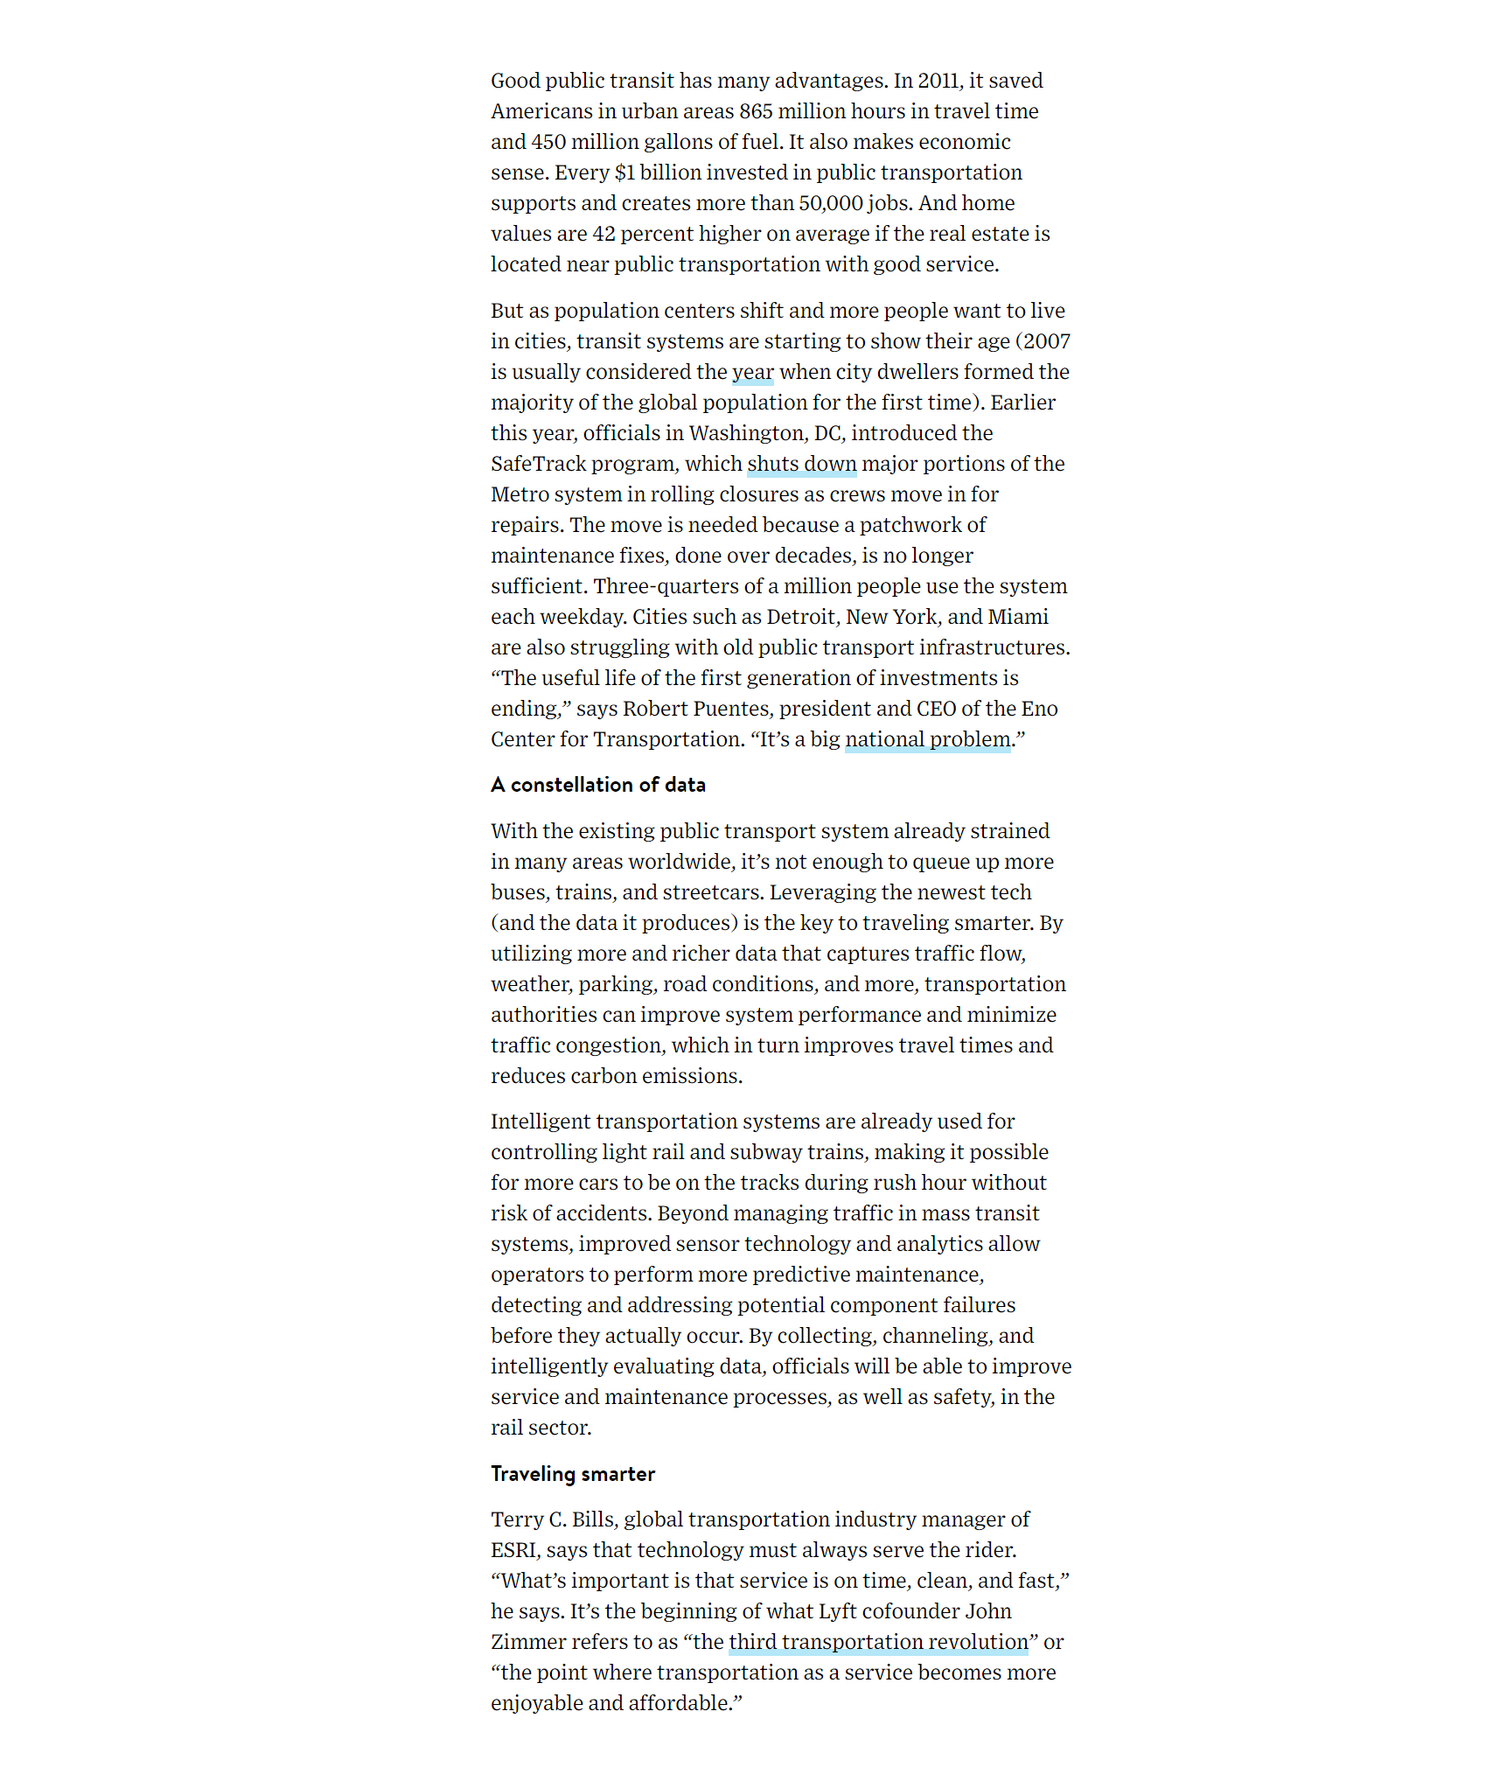 Good public transit has many advantages. In 2011, it saved
Americans in urban areas 865 million hours in travel time
and 450 million gallons of fuel. It also makes economic
sense. Every $1 billion invested in public transportation
supports and creates more than 50,000 jobs. And home
values are 42 percent higher on average if the real estate is
located near public transportation with good service.
But as population centers shift and more people want to live
in cities, transit systems are starting to show their age (2007
is usually considered the year when city dwellers formed the
majority of the global population for the first time). Earlier
this year, officials in Washington, DC, introduced the
SafeTrack program, which shuts down major portions of the
Metro system in rolling closures as crews move in for
repairs. The move is needed because a patchwork of
maintenance fixes, done over decades, is no longer
sufficient. Three-quarters of a million people use the system
each weekday. Cities such as Detroit, New York, and Miami
are also struggling with old public transport infrastructures.
“The useful life of the first generation of investments is
ending,” says Robert Puentes, president and CEO of the Eno
Center for Transportation. “It’s a big national problem.”
A constellation of data
With the existing public transport system already strained
in many areas worldwide, it’s not enough to queue up more
buses, trains, and streetcars. Leveraging the newest tech
(and the data it produces) is the key to traveling smarter. By
utilizing more and richer data that captures traffic flow,
weather, parking, road conditions, and more, transportation
authorities can improve system performance and minimize
traffic congestion, which in turn improves travel times and
reduces carbon emissions.
Intelligent transportation systems are already used for
controlling light rail and subway trains, making it possible
for more cars to be on the tracks during rush hour without
risk of accidents. Beyond managing traffic in mass transit
systems, improved sensor technology and analytics allow
operators to perform more predictive maintenance,
detecting and addressing potential component failures
before they actually occur. By collecting, channeling, and
intelligently evaluating data, officials will be able to improve
service and maintenance processes, as well as safety, in the
rail sector.
Traveling smarter
Terry C. Bills, global transportation industry manager of
ESRI, says that technology must always serve the rider.
“What’s important is that service is on time, clean, and fast,”
he says. It’s the beginning of what Lyft cofounder John
Zimmer refers to as “the third transportation revolution” or
“the point where transportation as a service becomes more
enjoyable and affordable.”